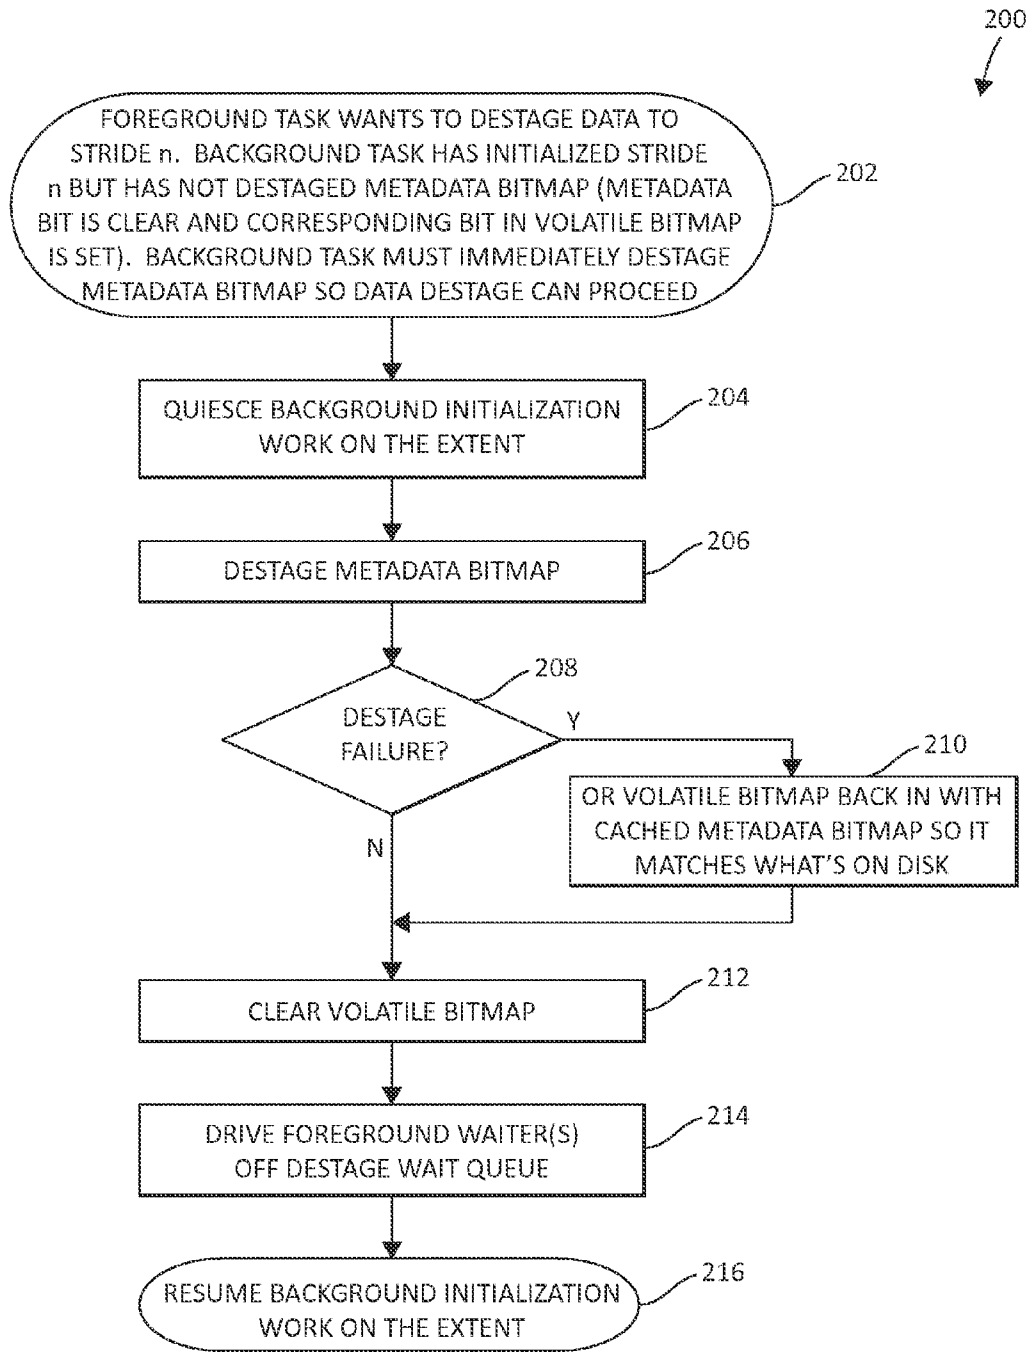 200
FOREGROUND TASK WANTS TO DESTAGE DATA TO
STRIDE n. BACKGROUND TASK HAS INITIALIZED STRIDE
n BUT HAS NOT DESTAGED METADATA BITMAP (METADATA
BIT IS CLEAR AND CORRESPONDING BIT IN VOLATILE BITMAP
IS SET). BACKGROUND TASK MUST IMMEDIATELY DESTAGE
METADATA BITMAP SO DATA DESTAGE CAN PROCEED
202
QUIESCE BACKGROUND INITIALIZATION
WORK ON THE EXTENT
204
DESTAGE METADATA BITMAP
206
DESTAGE
FAILURE?
208
Y
N
OR VOLATILE BITMAP BACK IN WITH
CACHED METADATA BITMAP SO IT
MATCHES WHAT'S ON DISK
210
CLEAR VOLATILE BITMAP
212
DRIVE FOREGROUND WAITER(S)
OFF DESTAGE WAIT QUEUE
214
RESUME BACKGROUND INITIALIZATION
WORK ON THE EXTENT
216